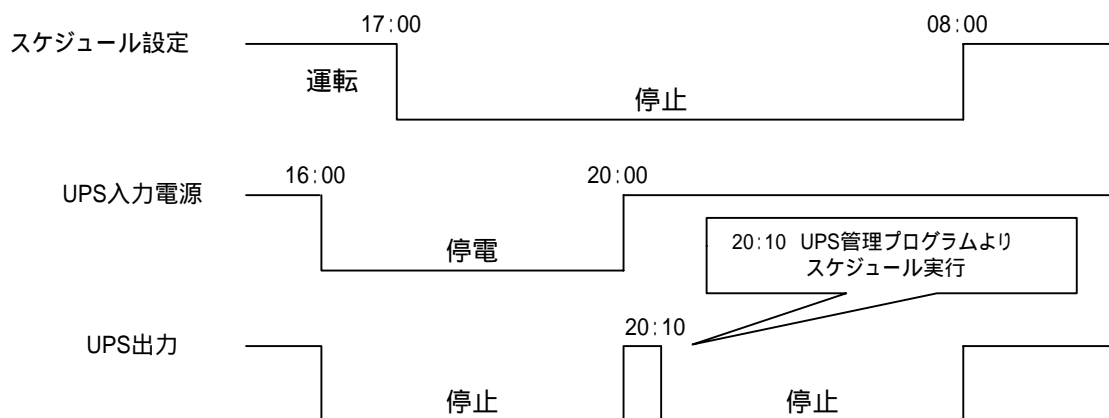 17:00
08:00
スケジュール設定
運転
停止
16:00
20:00
UPS入力電源
停電
20:10 UPS管理プログラムより
スケジュール実行
20:10
UPS出力
停止
停止